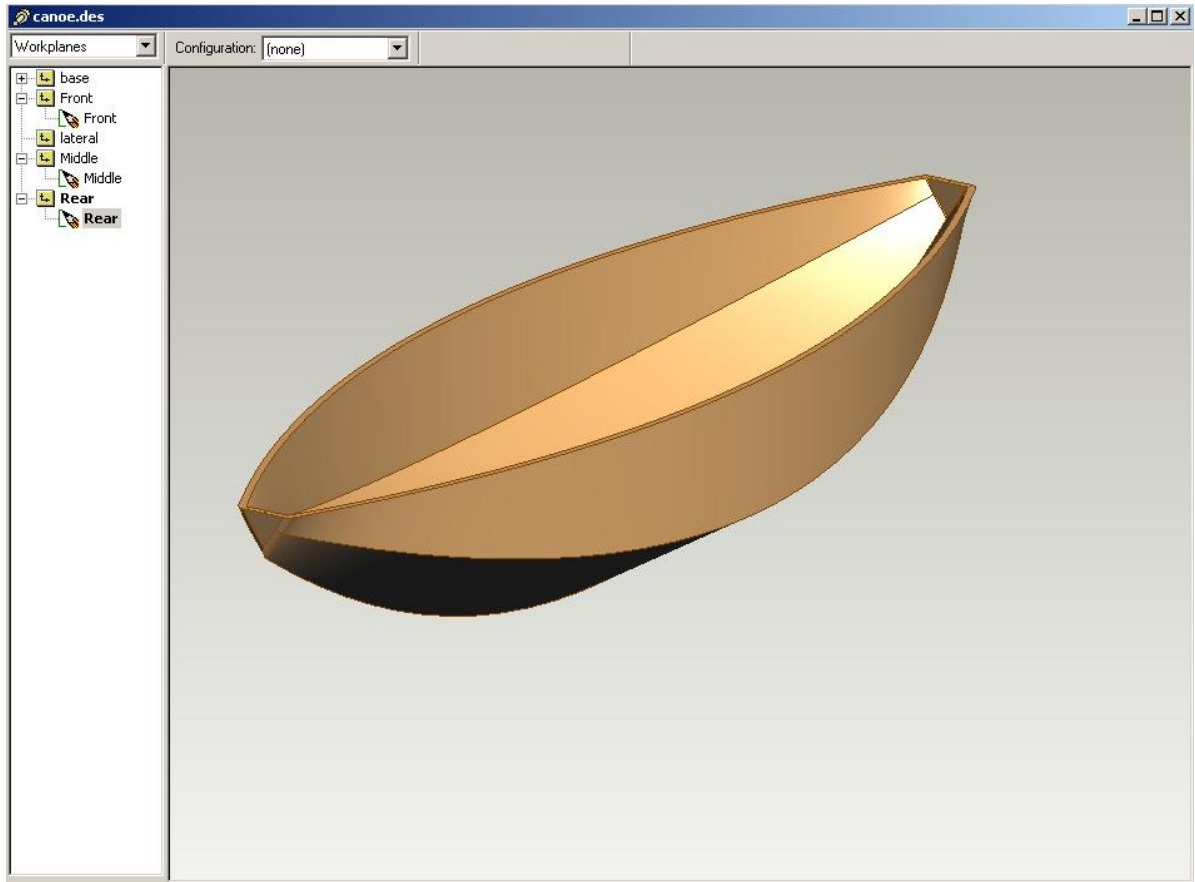 canoe.des
Workplanes
Configuration: (none)
base
Front
Front
lateral
Middle
Middle
Rear
Rear